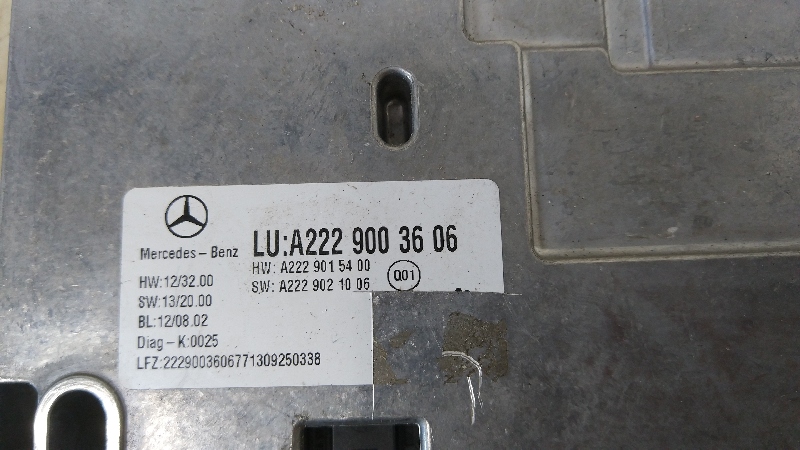 Mercedes-Benz
LU:A222 900 36 06
HW: A222 901 54 00
SW: A222 902 10 06
Q01
HW:12/32.00
SW:13/20.00
BL:12/08.02
Diag-K:0025
LFZ:2229003606771309250338